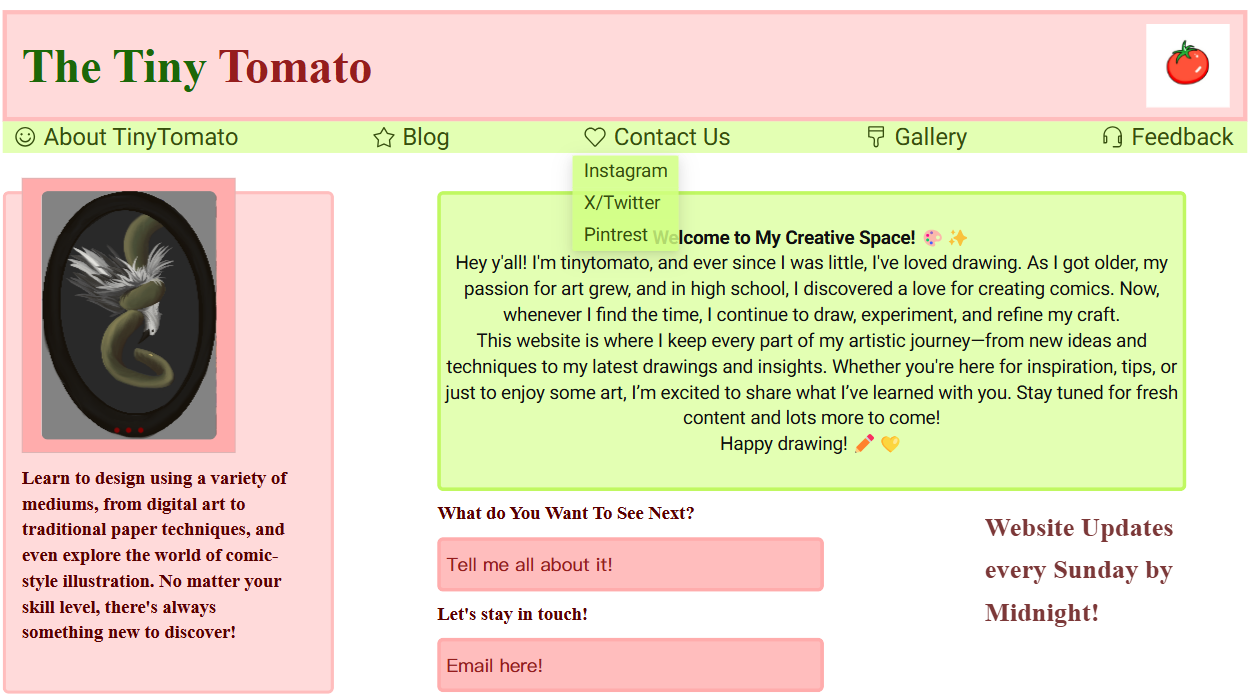 The Tiny Tomato
About TinyTomato
Blog
Contact Us
Gallery
Feedback
Instagram
X/Twitter
Pintrest
Learn to design using a variety of
mediums, from digital art to
traditional paper techniques, and
even explore the world of comic-
style illustration. No matter your
skill level, there's always
something new to discover!
Welcome to My Creative Space! 🎨 ✨
Hey y'all! I'm tinytomato, and ever since I was little, I've loved drawing. As I got older, my
passion for art grew, and in high school, I discovered a love for creating comics. Now,
whenever I find the time, I continue to draw, experiment, and refine my craft.
This website is where I keep every part of my artistic journey—from new ideas and
techniques to my latest drawings and insights. Whether you're here for inspiration, tips, or
just to enjoy some art, I’m excited to share what I’ve learned with you. Stay tuned for fresh
content and lots more to come!
Happy drawing! ✏️ 💛
What do You Want To See Next?
Tell me all about it!
Let's stay in touch!
Email here!
Website Updates
every Sunday by
Midnight!